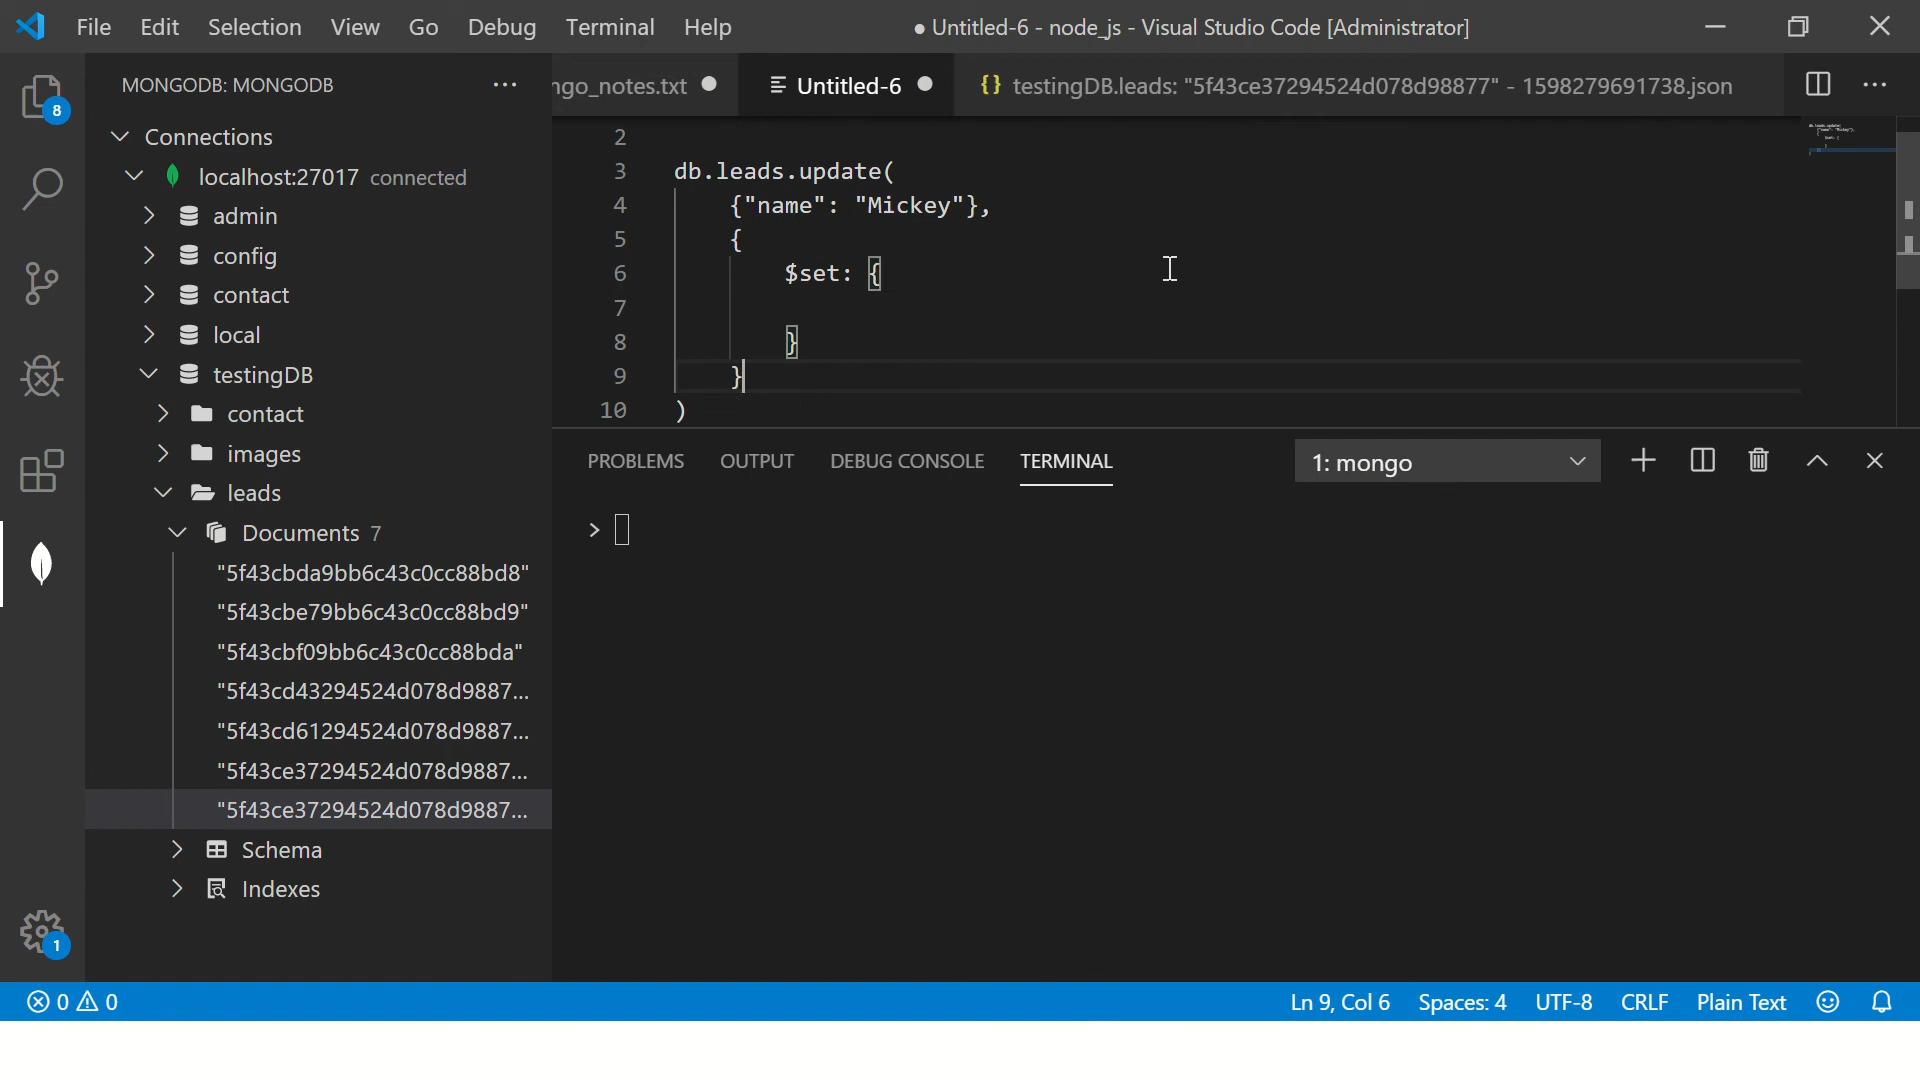 File Edit Selection View Go Debug Terminal Help
● Untitled-6 - node_js - Visual Studio Code [Administrator]
MONGODB: MONGODB
ngo_notes.txt
Untitled-6
{} testingDB.leads: "5f43ce37294524d078d98877" - 1598279691738.json
8
Connections
localhost:27017 connected
admin
config
contact
local
testingDB
contact
images
leads
Documents 7
"5f43cbda9bb6c43c0cc88bd8"
"5f43cbe79bb6c43c0cc88bd9"
"5f43cbf09bb6c43c0cc88bda"
"5f43cd43294524d078d9887...
"5f43cd61294524d078d9887...
"5f43ce37294524d078d9887...
"5f43ce37294524d078d9887...
Schema
Indexes
1
2
3 db.leads.update(
4 {"name": "Mickey"},
5 {
6 $set: {
7
8 }
9 }
10 )
PROBLEMS OUTPUT DEBUG CONSOLE TERMINAL
1: mongo
>
0 0
Ln 9, Col 6 Spaces: 4 UTF-8 CRLF Plain Text